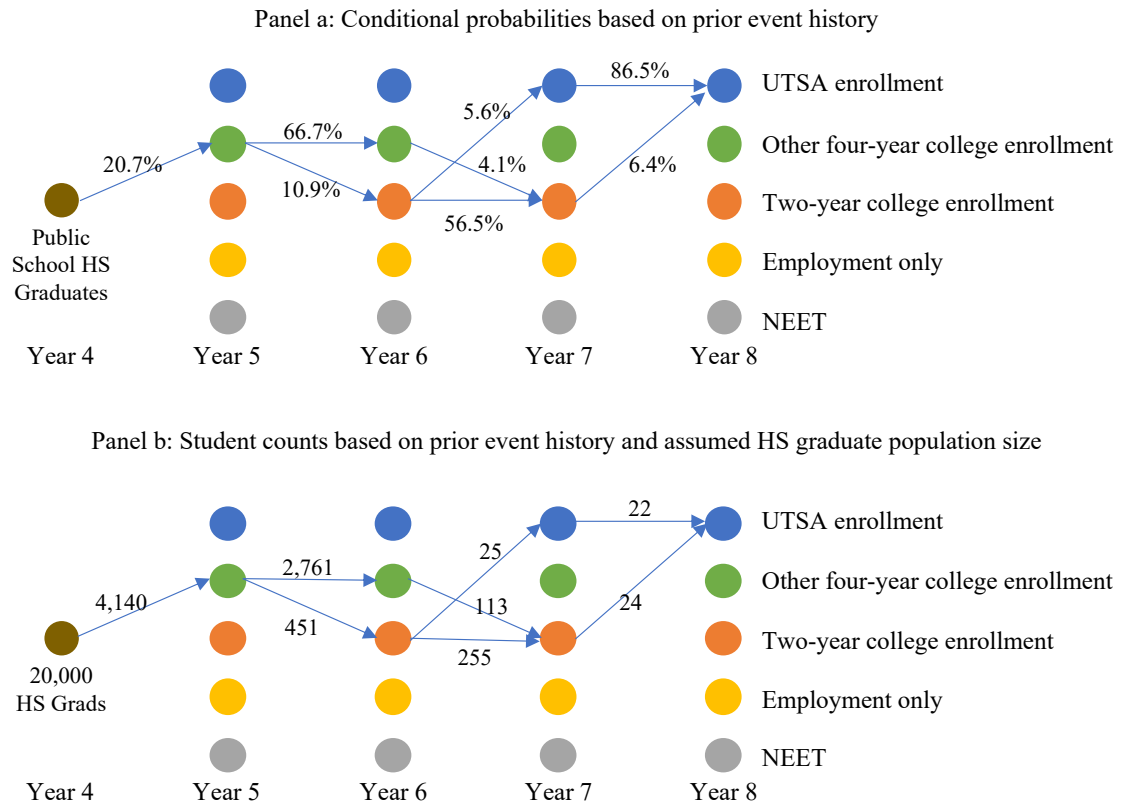 Panel a: Conditional probabilities based on prior event history
86.5%
UTSA enrollment
5.6%
66.7%
Other four-year college enrollment
20.7%
4.1%
6.4%
10.9%
Two-year college enrollment
56.5%
Public
School HS
Graduates
Employment only
NEET
Year 4
Year 5
Year 6
Year 7
Year 8
Panel b: Student counts based on prior event history and assumed HS graduate population size
22
UTSA enrollment
25
2,761
Other four-year college enrollment
4,140
113
24
451
Two-year college enrollment
255
20,000
HS Grads
Employment only
NEET
Year 4
Year 5
Year 6
Year 7
Year 8